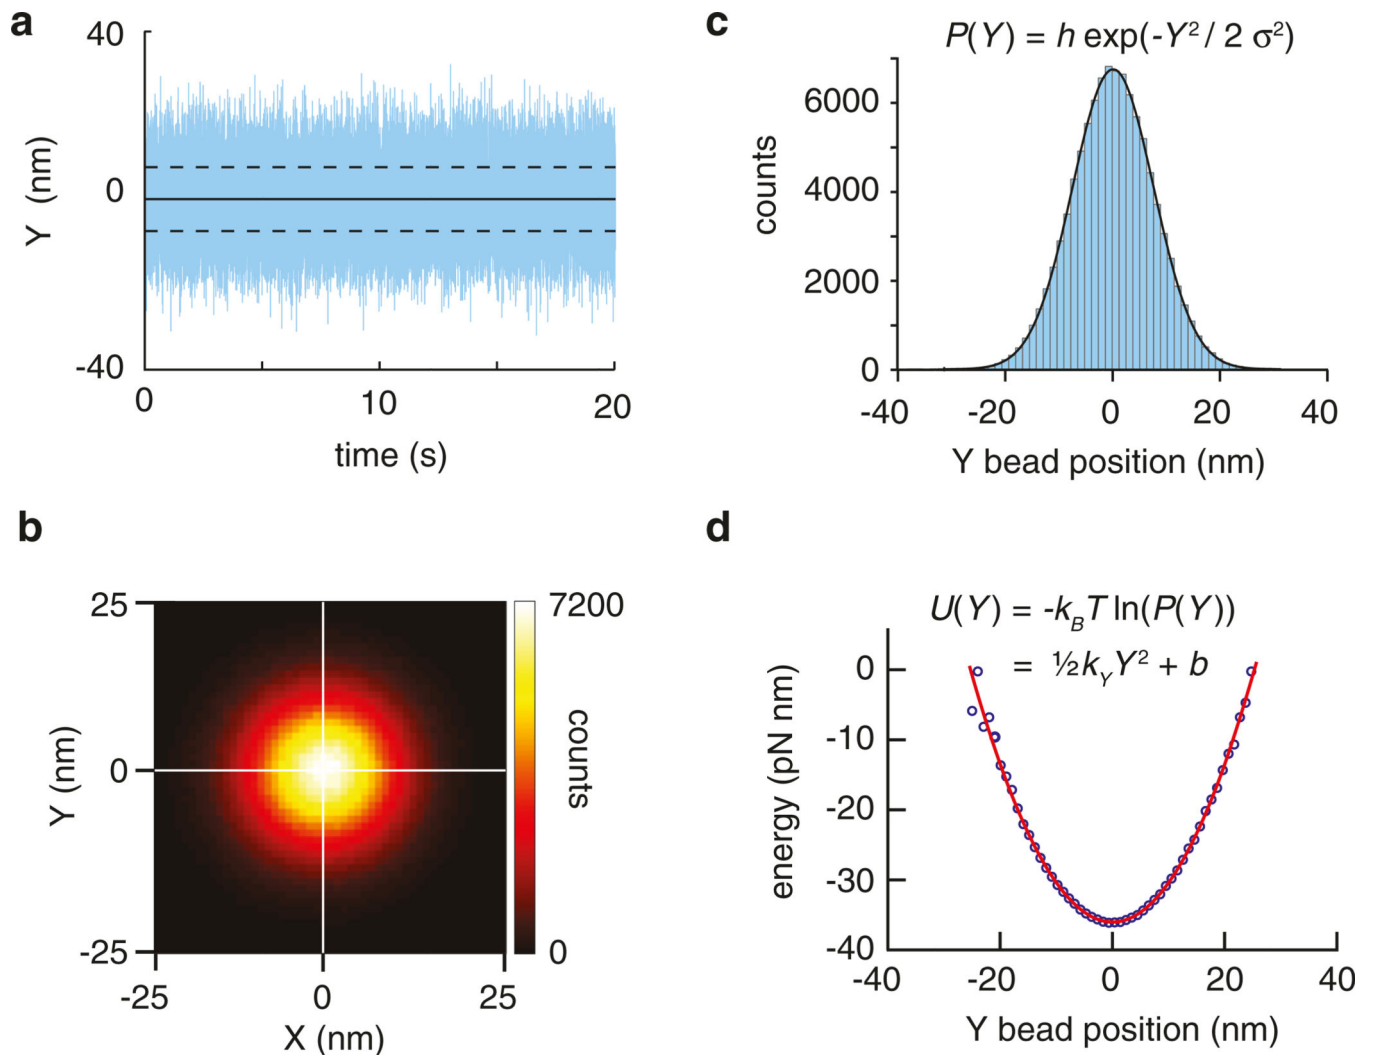 a
40
0
-40
Y (nm)
0
10
20
time (s)
b
25
0
-25
Y (nm)
-25
0
25
X (nm)
7200
0
counts
c
P(Y) = h exp(-Y² / 2 σ²)
6000
4000
2000
0
counts
-40
-20
0
20
40
Y bead position (nm)
d
U(Y) = -k_BT ln(P(Y))
= ½k_YY² + b
0
-10
-20
-30
-40
energy (pN nm)
-40
-20
0
20
40
Y bead position (nm)